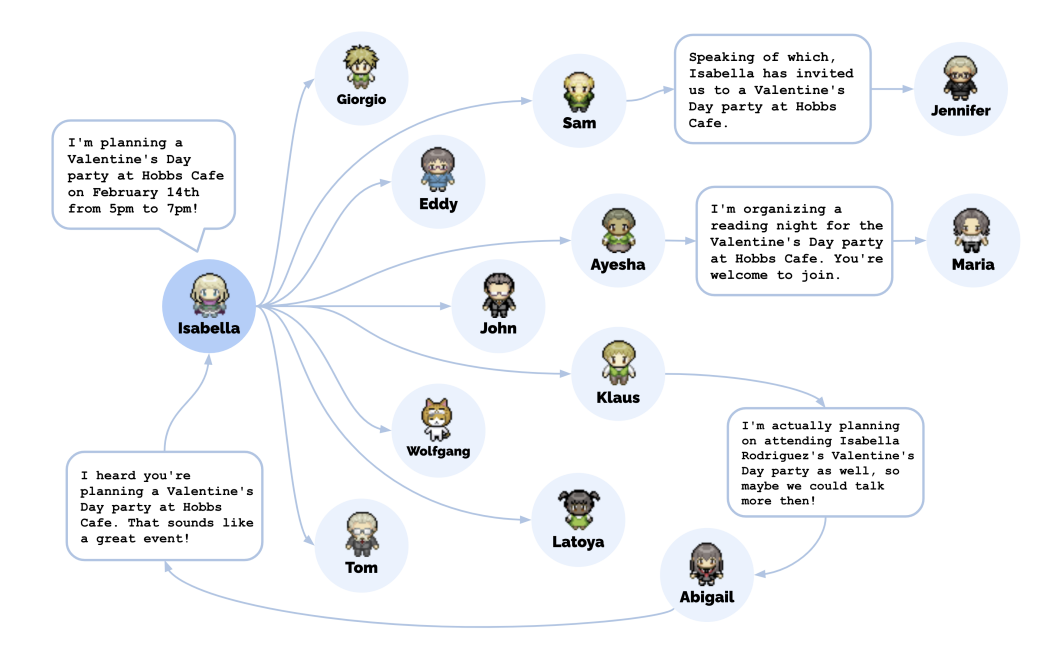 Giorgio
Speaking of which,
Isabella has invited
us to a Valentine's
Day party at Hobbs
Cafe.
Sam
Jennifer
I'm planning a
Valentine's Day
party at Hobbs Cafe
on February 14th
from 5pm to 7pm!
Eddy
I'm organizing a
reading night for the
Valentine's Day party
at Hobbs Cafe. You're
welcome to join.
Ayesha
Maria
Isabella
John
Klaus
I'm actually planning
on attending Isabella
Rodriguez's Valentine's
Day party as well, so
maybe we could talk
more then!
Wolfgang
I heard you're
planning a Valentine's
Day party at Hobbs
Cafe. That sounds like
a great event!
Latoya
Tom
Abigail